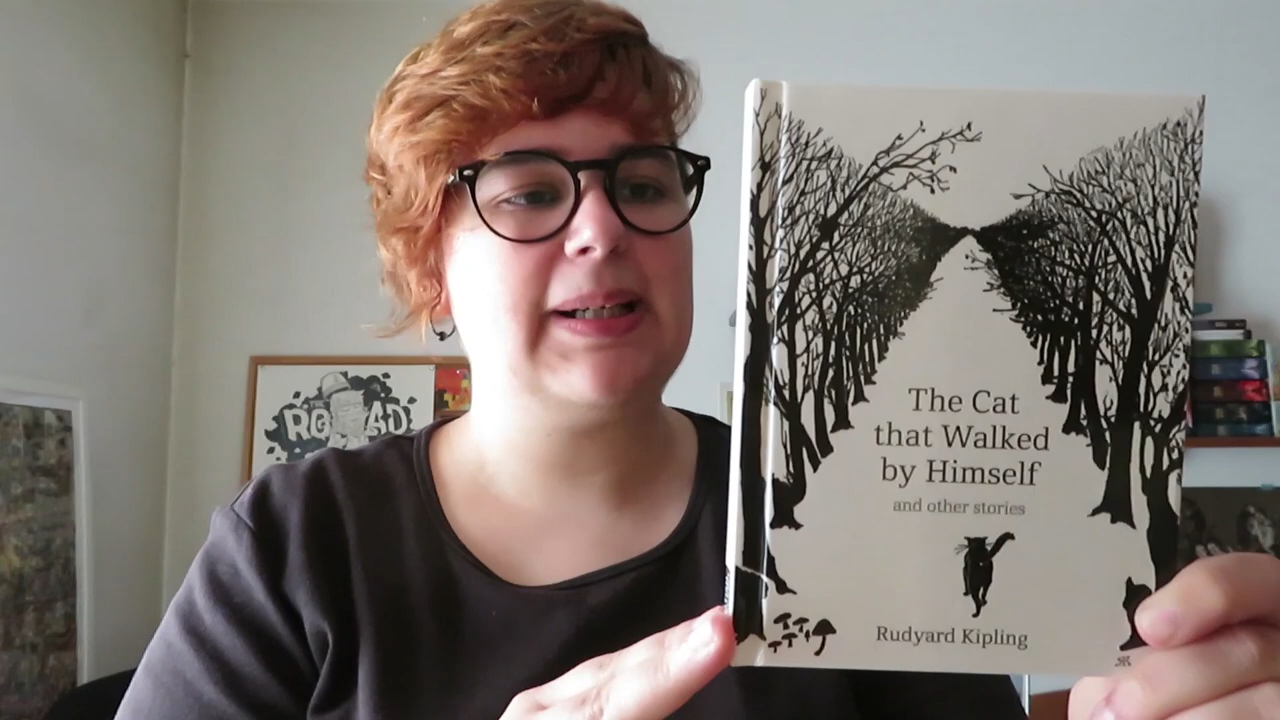 The Cat
that Walked
by Himself
and other stories
Rudyard Kipling